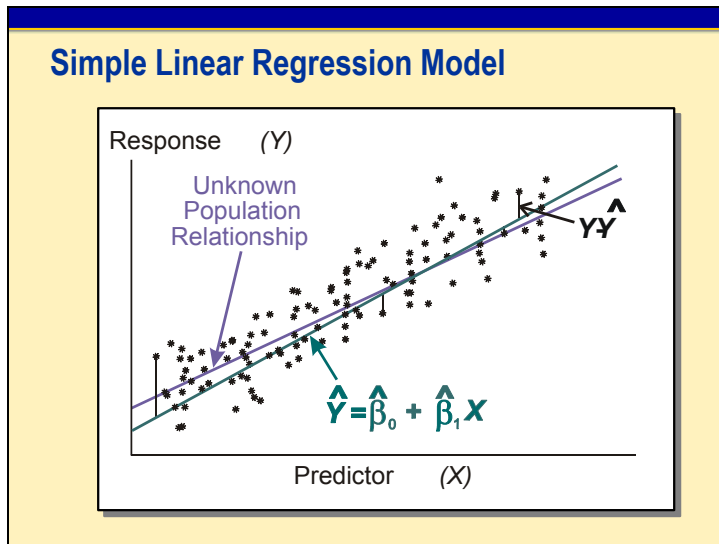 Simple Linear Regression Model
Response (Y)
Unknown
Population
Relationship
Y-Ŷ
Ŷ = β̂₀ + β̂₁X
Predictor (X)